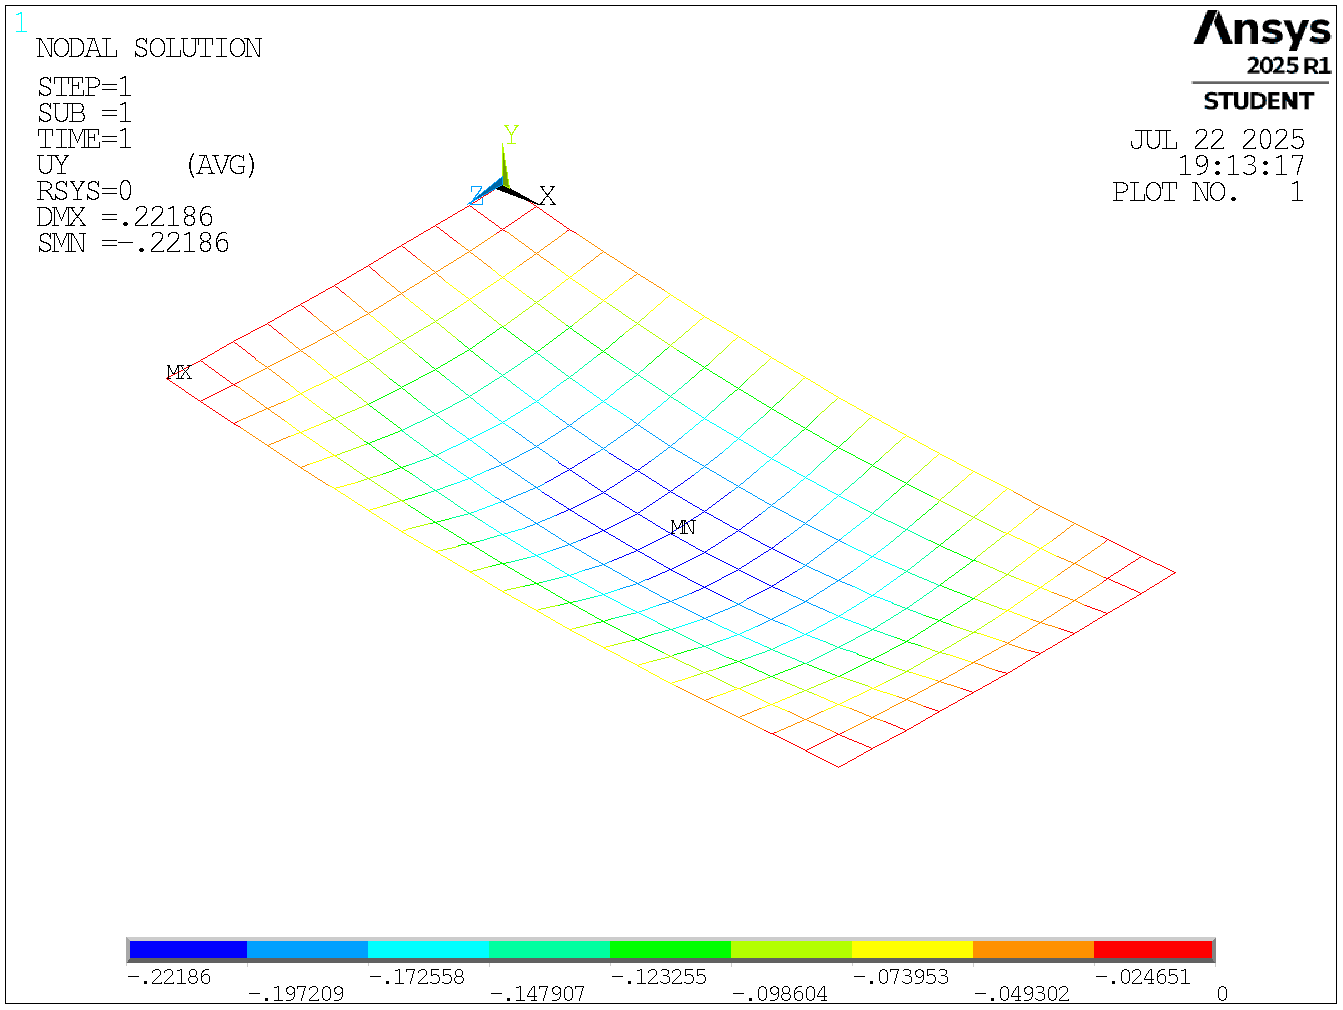 1
NODAL SOLUTION
STEP=1
SUB =1
TIME=1
UY (AVG)
RSYS=0
DMX =.22186
SMN =-.22186
Ansys
2025 R1
STUDENT
JUL 22 2025
19:13:17
PLOT NO. 1
Y
Z X
MX
MN
-.22186 -.172558 -.123255 -.073953 -.024651
-.197209 -.147907 -.098604 -.049302 0